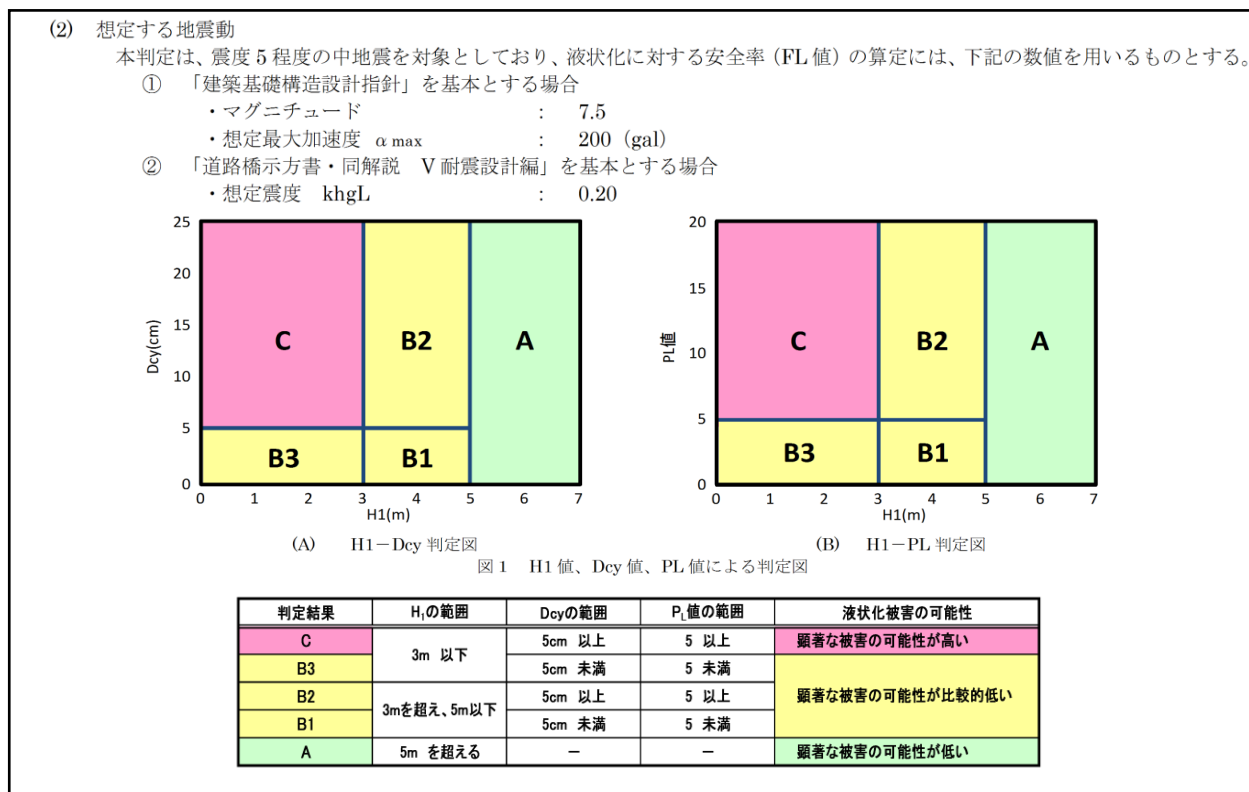 (2) 想定する地震動
本判定は、震度5程度の中地震を対象としており、液状化に対する安全率（FL値）の算定には、下記の数値を用いるものとする。
① 「建築基礎構造設計指針」を基本とする場合
・マグニチュード : 7.5
・想定最大加速度 αmax : 200 (gal)
② 「道路橋示方書・同解説 Ⅴ耐震設計編」を基本とする場合
・想定震度 khgL : 0.20
25
20
15
10
5
0
Dcy(cm)
C
B2
A
B3
B1
0 1 2 3 4 5 6 7
H1(m)
(A) H1－Dcy 判定図
20
15
10
5
0
PL値
C
B2
A
B3
B1
0 1 2 3 4 5 6 7
H1(m)
(B) H1－PL 判定図
図1 H1値、Dcy値、PL値による判定図
判定結果 H₁の範囲 Dcyの範囲 PL値の範囲 液状化被害の可能性
C 3m 以下 5cm 以上 5 以上 顕著な被害の可能性が高い
B3 5cm 未満 5 未満 顕著な被害の可能性が比較的低い
B2 3mを超え、5m以下 5cm 以上 5 以上
B1 5cm 未満 5 未満
A 5m を超える － － 顕著な被害の可能性が低い